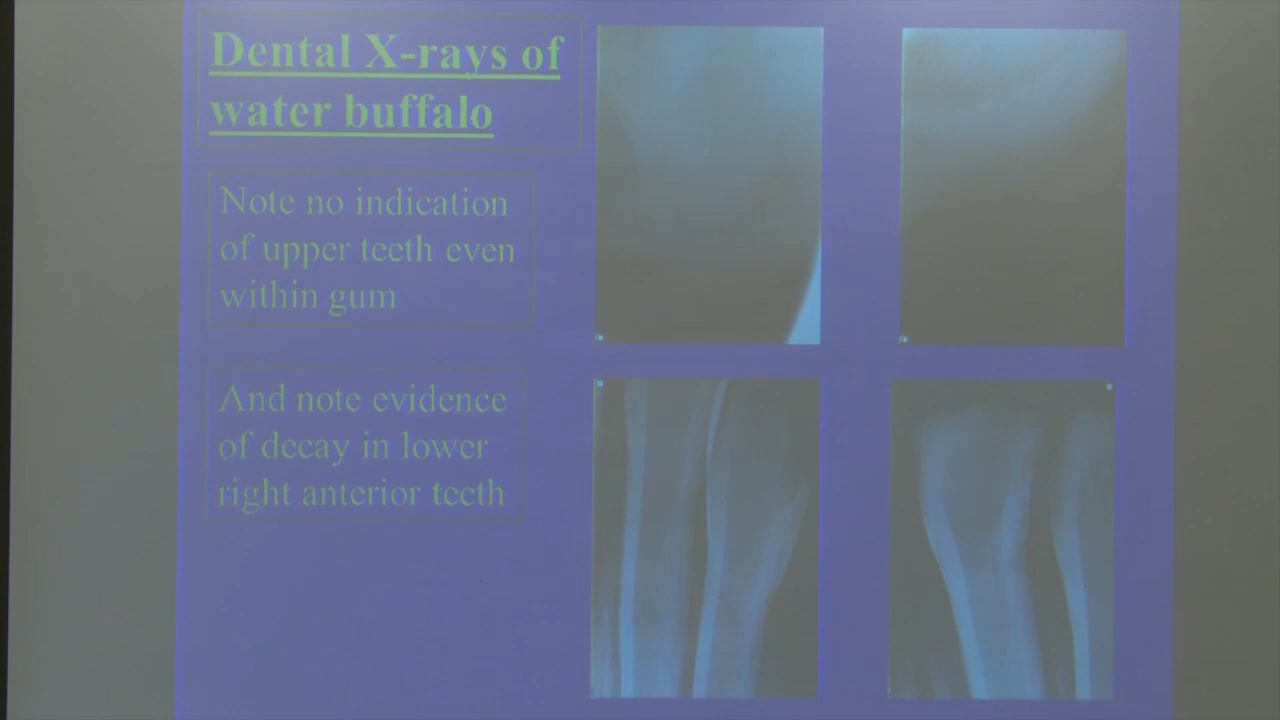 Dental X-rays of
water buffalo
Note no indication
of upper teeth even
within gum
And note evidence
of decay in lower
right anterior teeth